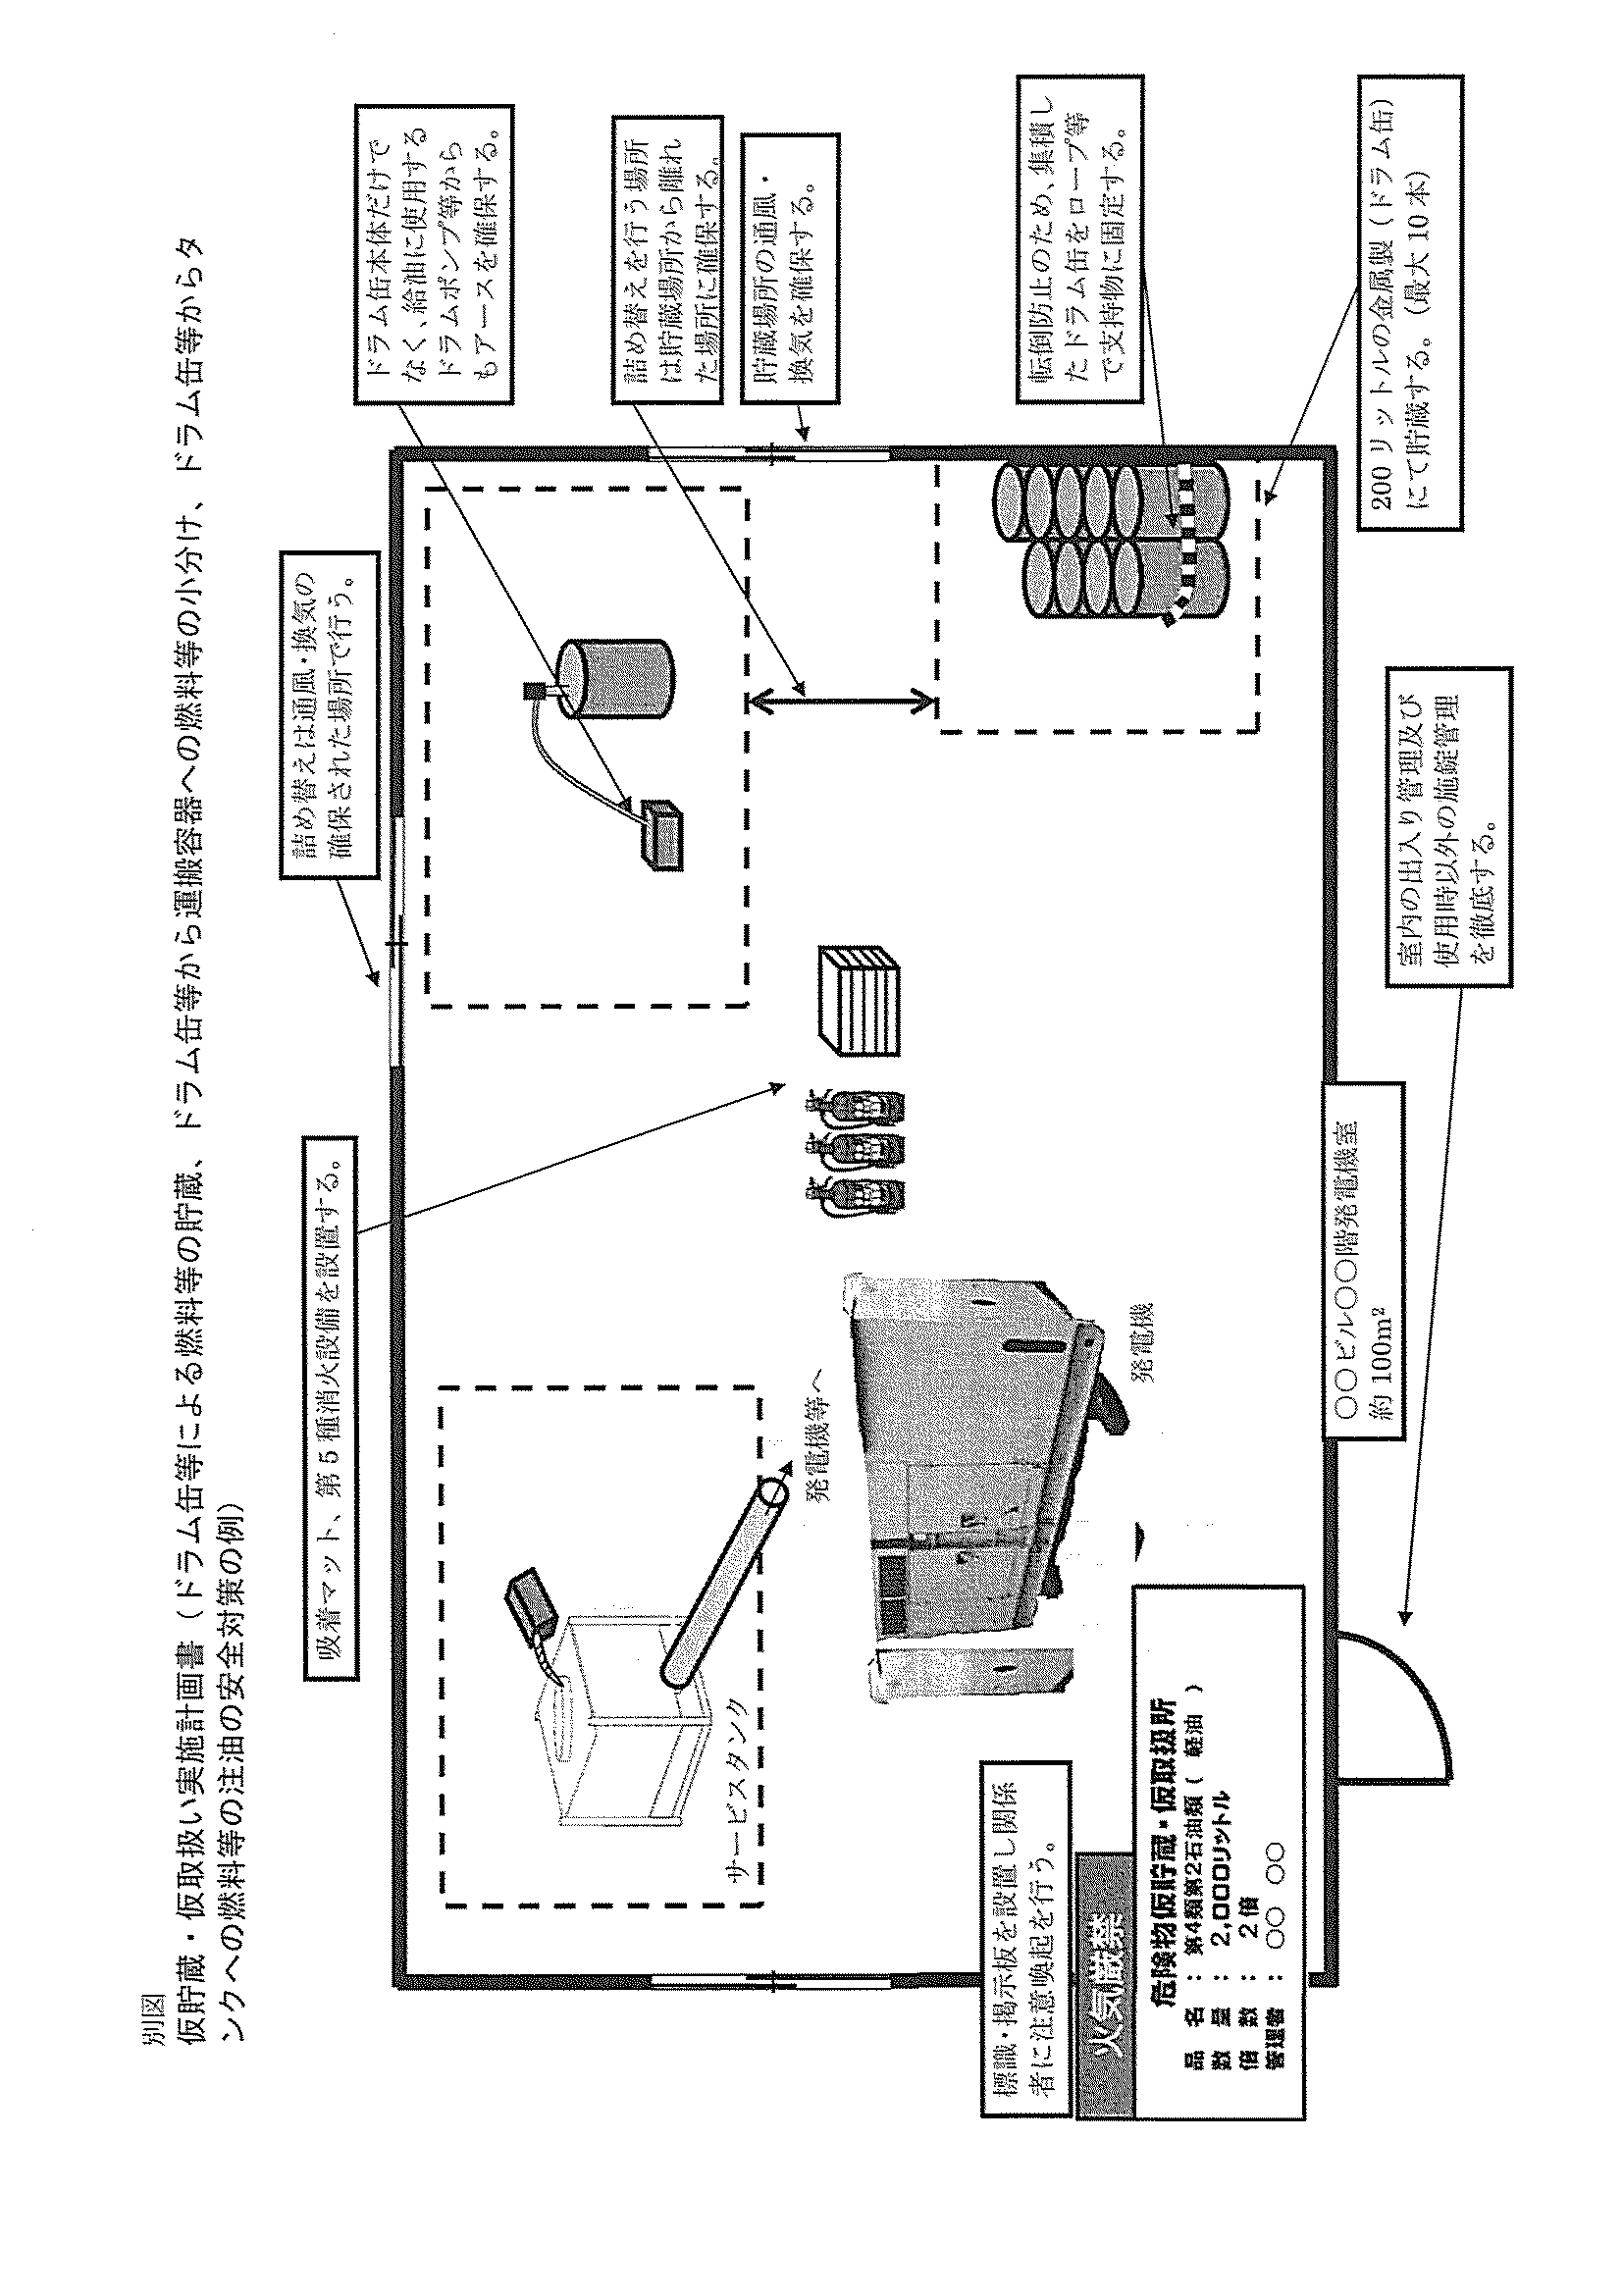 別図
仮貯蔵・仮取扱い実施計画書（ドラム缶等による燃料等の貯蔵、ドラム缶等から運搬容器への燃料等の小分け、ドラム缶等からタ
ンクへの燃料等の注油の安全対策の例）
吸着マット、第５種消火設備を設置する。
詰め替えは通風・換気の
確保された場所で行う。
ドラム缶本体だけで
なく、給油に使用する
ドラムポンプ等から
もアースを確保する。
詰め替えを行う場所
は貯蔵場所から離れ
た場所に確保する。
貯蔵場所の通風・
換気を確保する。
転倒防止のため、集積し
たドラム缶をロープ等
で支持物に固定する。
200 リットルの金属製（ドラム缶）
にて貯蔵する。（最大 10 本）
サービスタンク
発電機等へ
発電機
標識・掲示板を設置し関係
者に注意喚起を行う。
火気厳禁
危険物仮貯蔵・仮取扱所
品 名 ： 第４類第２石油類（ 軽油 ）
数 量 ： ２，０００リットル
倍 数 ： ２倍
管理者 ： ○○ ○○
○○ビル○○階発電機室
約 100m²
室内の出入り管理及び
使用時以外の施錠管理
を徹底する。